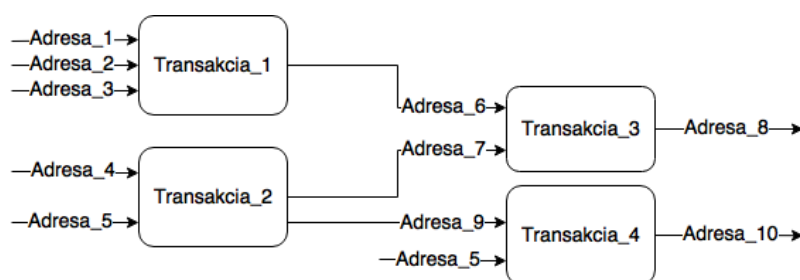 Adresa_1
Adresa_2
Adresa_3
Transakcia_1
Adresa_6
Adresa_7
Transakcia_3
Adresa_8
Adresa_4
Adresa_5
Transakcia_2
Adresa_9
Adresa_5
Transakcia_4
Adresa_10